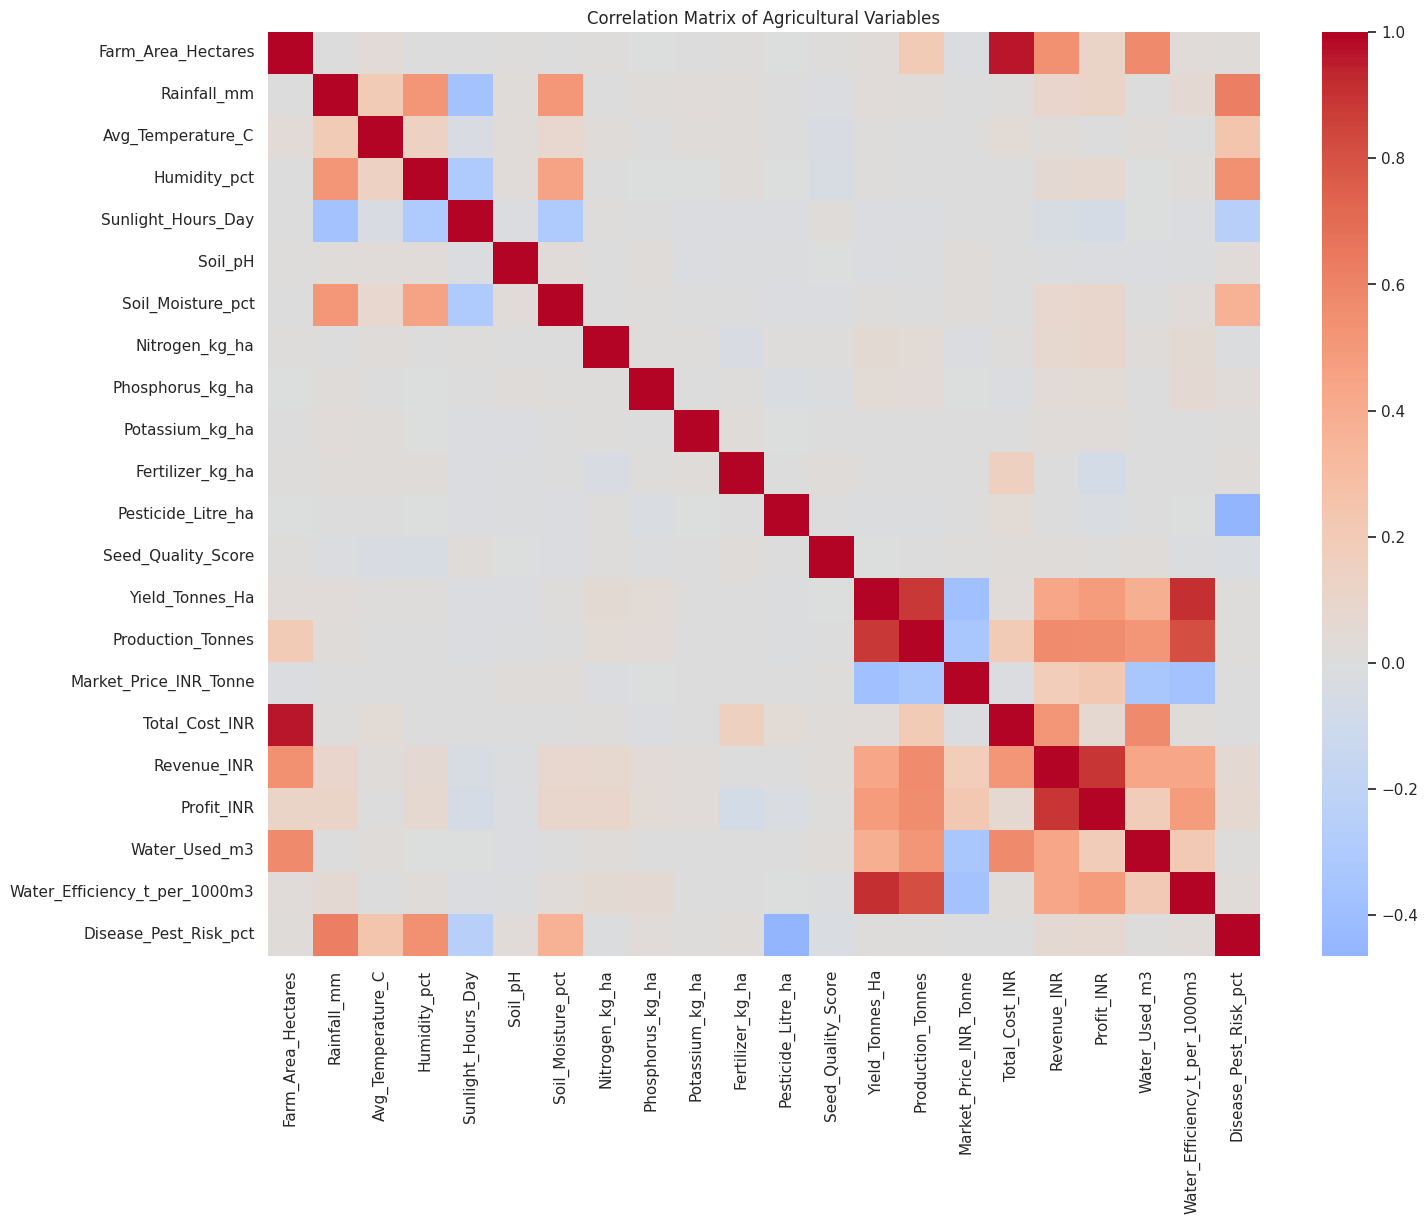 Correlation Matrix of Agricultural Variables
Farm_Area_Hectares
Rainfall_mm
Avg_Temperature_C
Humidity_pct
Sunlight_Hours_Day
Soil_pH
Soil_Moisture_pct
Nitrogen_kg_ha
Phosphorus_kg_ha
Potassium_kg_ha
Fertilizer_kg_ha
Pesticide_Litre_ha
Seed_Quality_Score
Yield_Tonnes_Ha
Production_Tonnes
Market_Price_INR_Tonne
Total_Cost_INR
Revenue_INR
Profit_INR
Water_Used_m3
Water_Efficiency_t_per_1000m3
Disease_Pest_Risk_pct
Farm_Area_Hectares
Rainfall_mm
Avg_Temperature_C
Humidity_pct
Sunlight_Hours_Day
Soil_pH
Soil_Moisture_pct
Nitrogen_kg_ha
Phosphorus_kg_ha
Potassium_kg_ha
Fertilizer_kg_ha
Pesticide_Litre_ha
Seed_Quality_Score
Yield_Tonnes_Ha
Production_Tonnes
Market_Price_INR_Tonne
Total_Cost_INR
Revenue_INR
Profit_INR
Water_Used_m3
Water_Efficiency_t_per_1000m3
Disease_Pest_Risk_pct
1.0
0.8
0.6
0.4
0.2
0.0
−0.2
−0.4